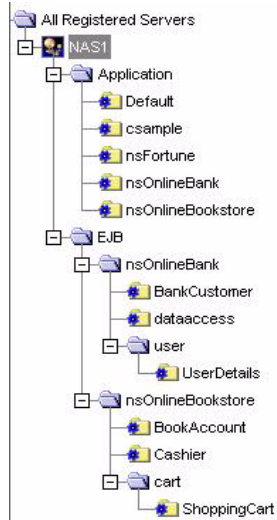 All Registered Servers
NAS1
Application
Default
csample
nsFortune
nsOnlineBank
nsOnlineBookstore
EJB
nsOnlineBank
BankCustomer
dataaccess
user
UserDetails
nsOnlineBookstore
BookAccount
Cashier
cart
ShoppingCart